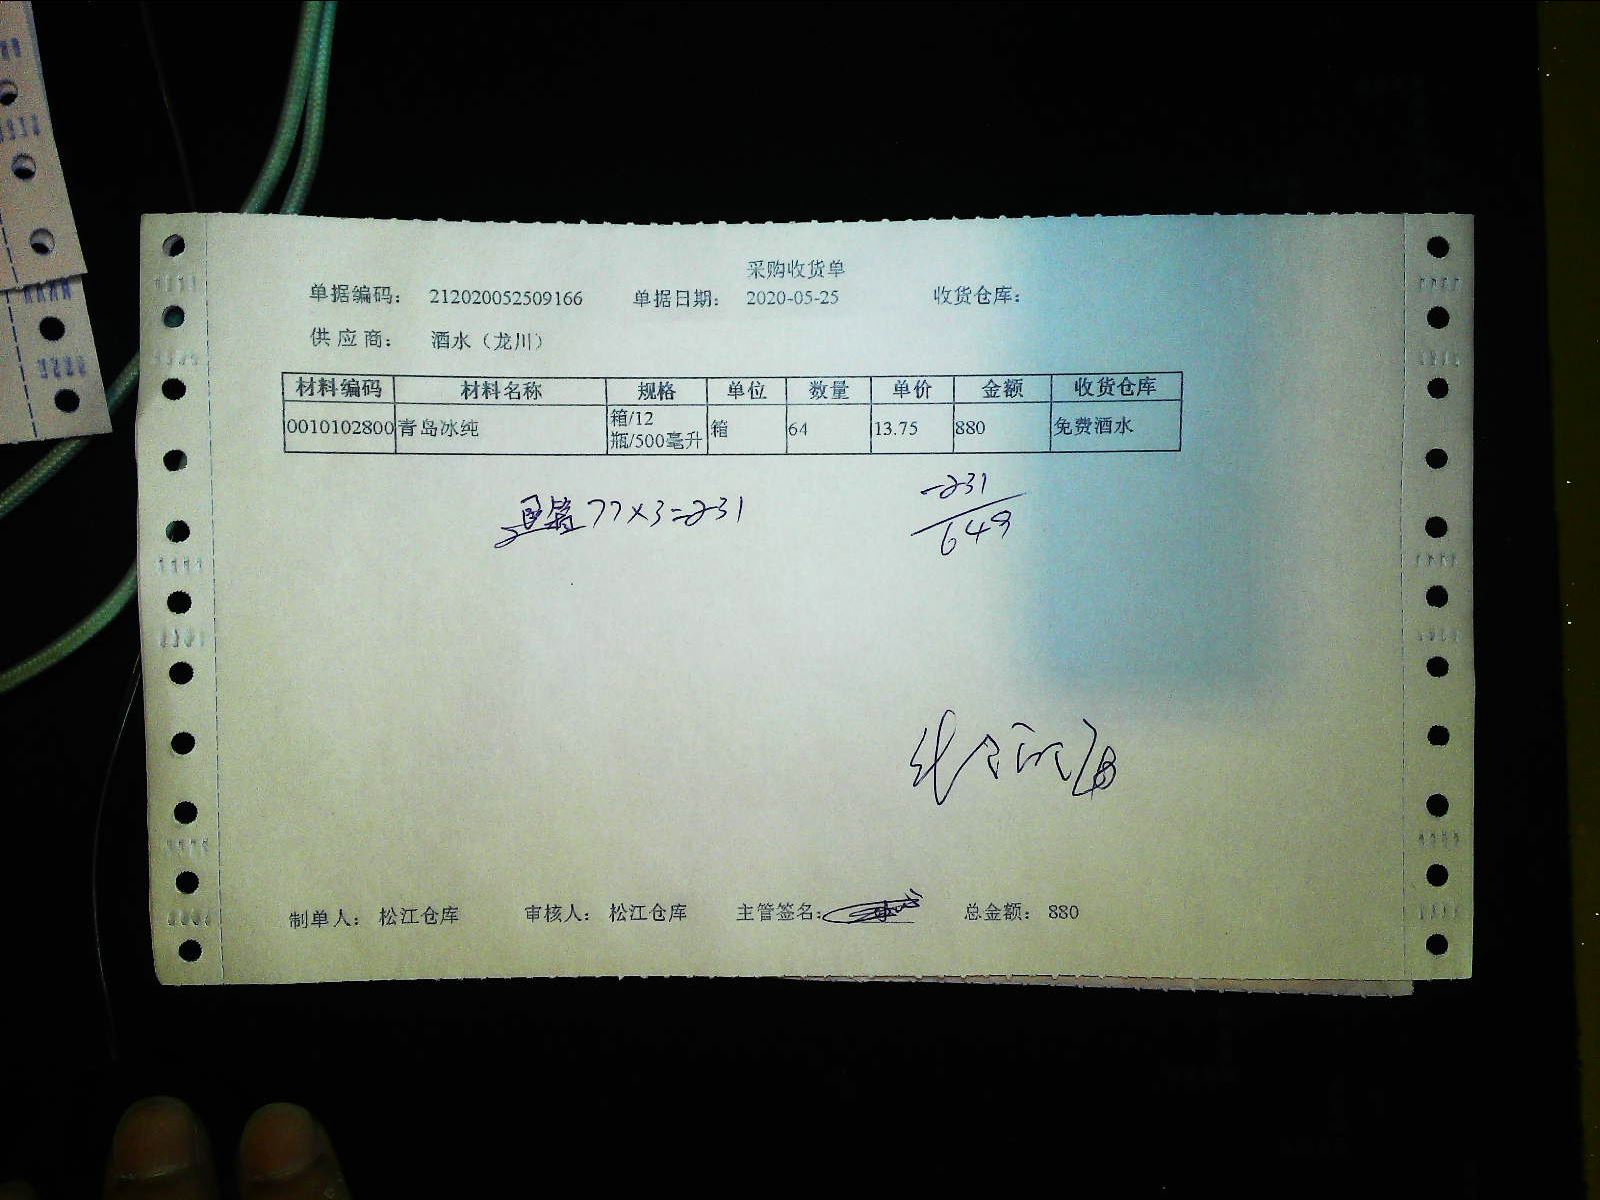 采购收货单
单据编码： 212020052509166 单据日期： 2020-05-25 收货仓库：
供应商： 酒水（龙川）
材料编码 材料名称 规格 单位 数量 单价 金额 收货仓库
0010102800 青岛冰纯 箱/12瓶/500毫升 箱 64 13.75 880 免费酒水
77×3=231
-231
649
制单人： 松江仓库 审核人： 松江仓库 主管签名： 总金额： 880